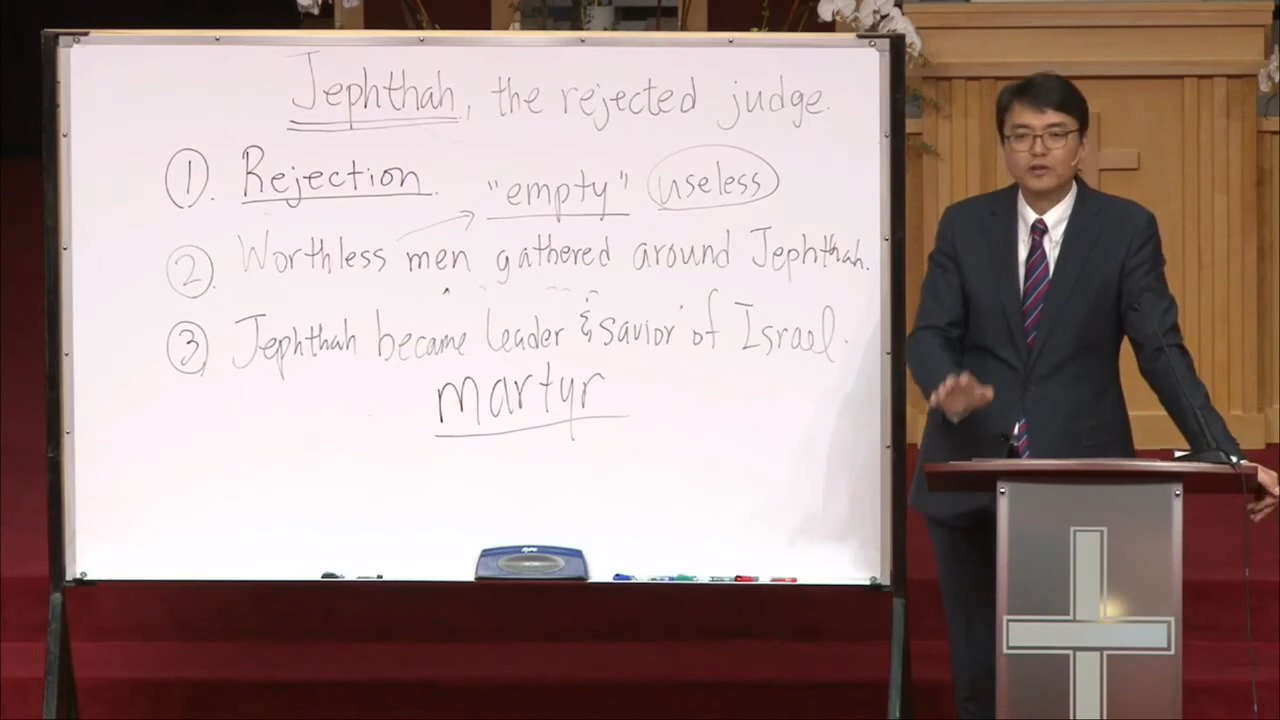 Jephthah, the rejected judge.
① Rejection. "empty" useless
② Worthless men gathered around Jephthah.
③ Jephthah became leader & savior of Israel.
martyr